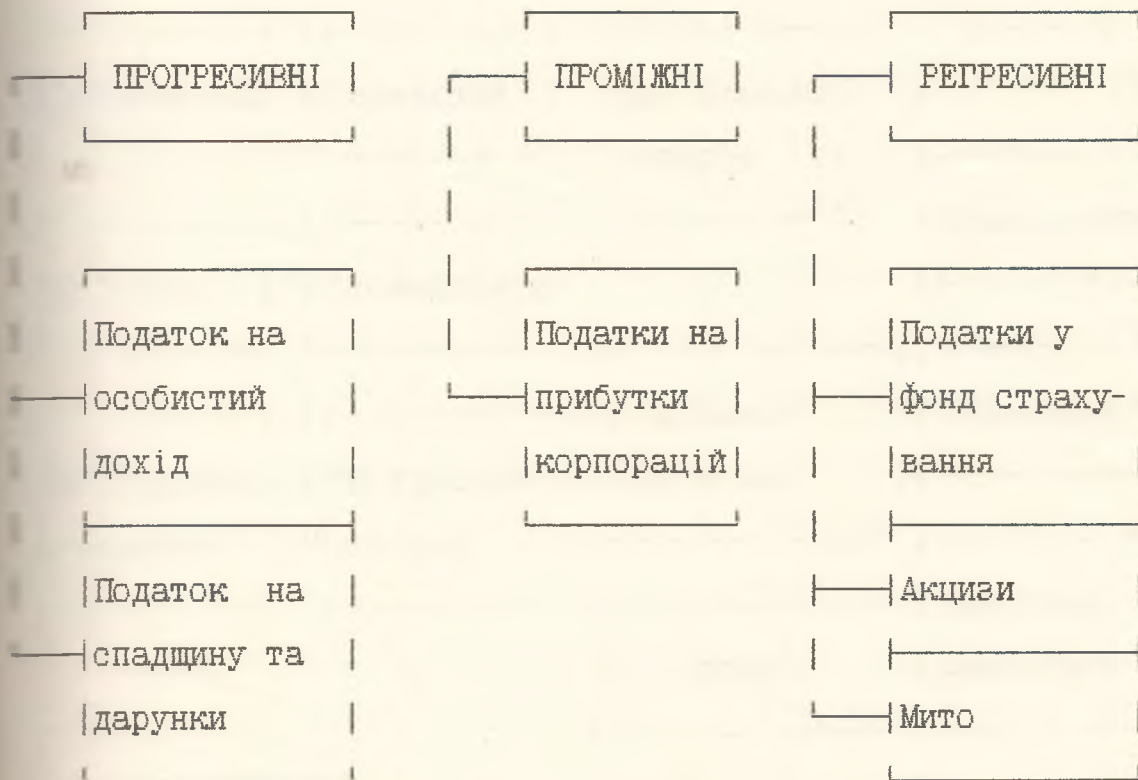 ПРОГРЕСИВНІ
ПРОМІЖНІ
РЕГРЕСИВНІ
Податок на
особистий
дохід
Податок на
спадщину та
дарунки
Податки на
прибутки
корпорацій
Податки у
фонд страху-
вання
Акцизи
Мито